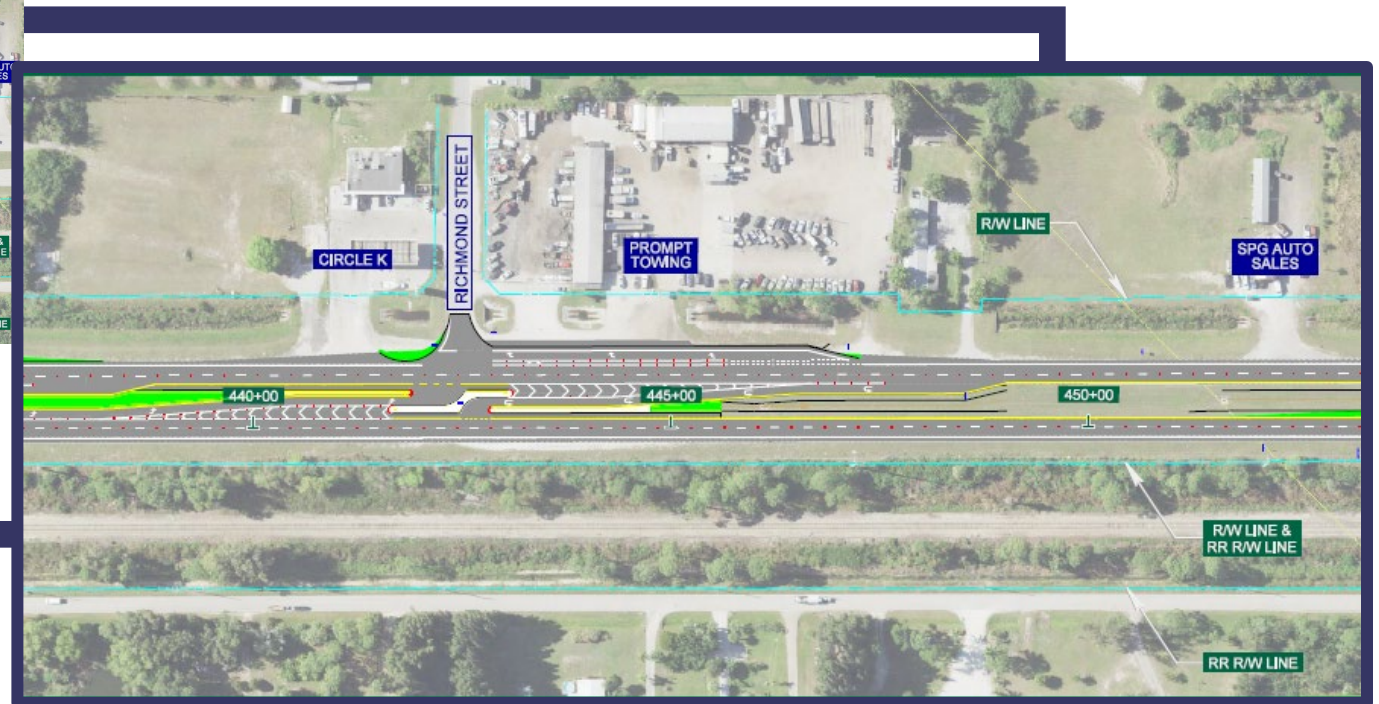 RICHMOND STREET
CIRCLE K
PROMPT
TOWING
R/W LINE
SPG AUTO
SALES
440+00
445+00
450+00
R/W LINE &
RR R/W LINE
RR R/W LINE